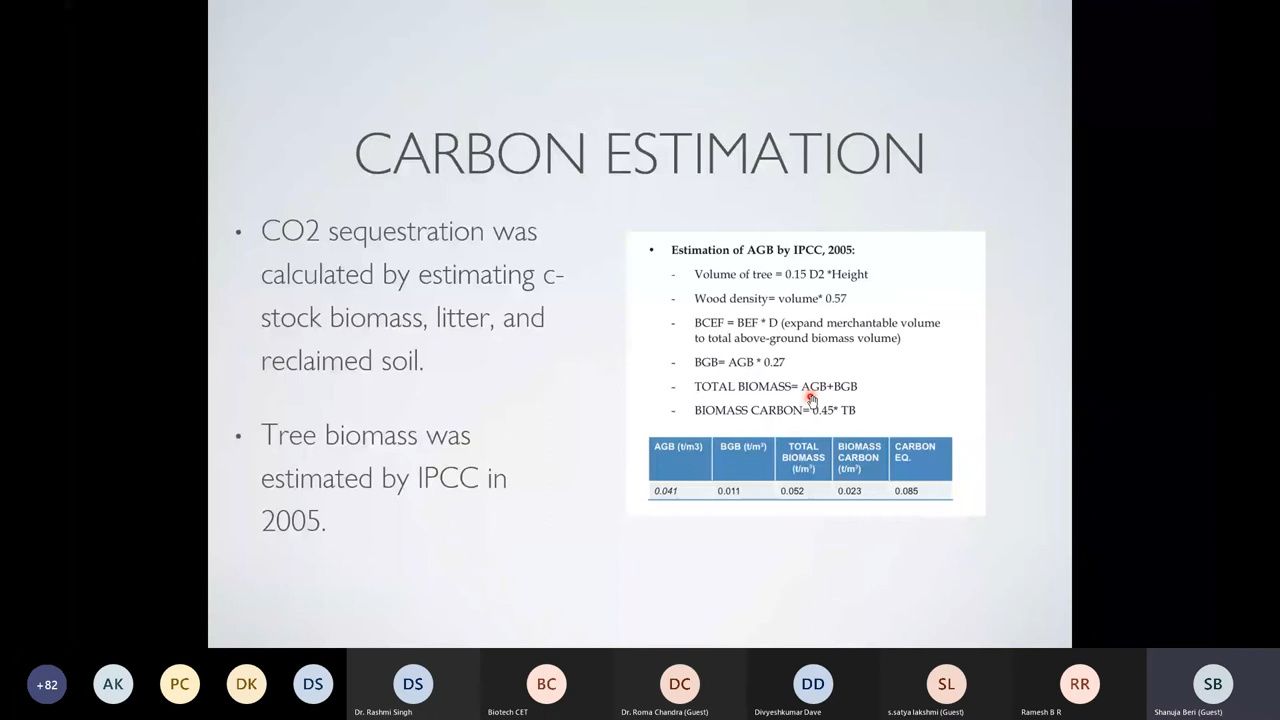 CARBON ESTIMATION
• CO2 sequestration was
calculated by estimating c-
stock biomass, litter, and
reclaimed soil.
• Tree biomass was
estimated by IPCC in
2005.
• Estimation of AGB by IPCC, 2005:
- Volume of tree = 0.15 D2 *Height
- Wood density= volume* 0.57
- BCEF = BEF * D (expand merchantable volume
to total above-ground biomass volume)
- BGB= AGB * 0.27
- TOTAL BIOMASS= AGB+BGB
- BIOMASS CARBON= 0.45* TB
AGB (t/m3) BGB (t/m³) TOTAL BIOMASS (t/m³) BIOMASS CARBON (t/m³) CARBON EQ.
0.041 0.011 0.052 0.023 0.085
+82 AK PC DK DS DS BC DC DD SL RR SB
Dr. Rashmi Singh Biotech CET Dr. Roma Chandra (Guest) Divyeshkumar Dave s.satya lakshmi (Guest) Ramesh B R Shanuja Beri (Guest)